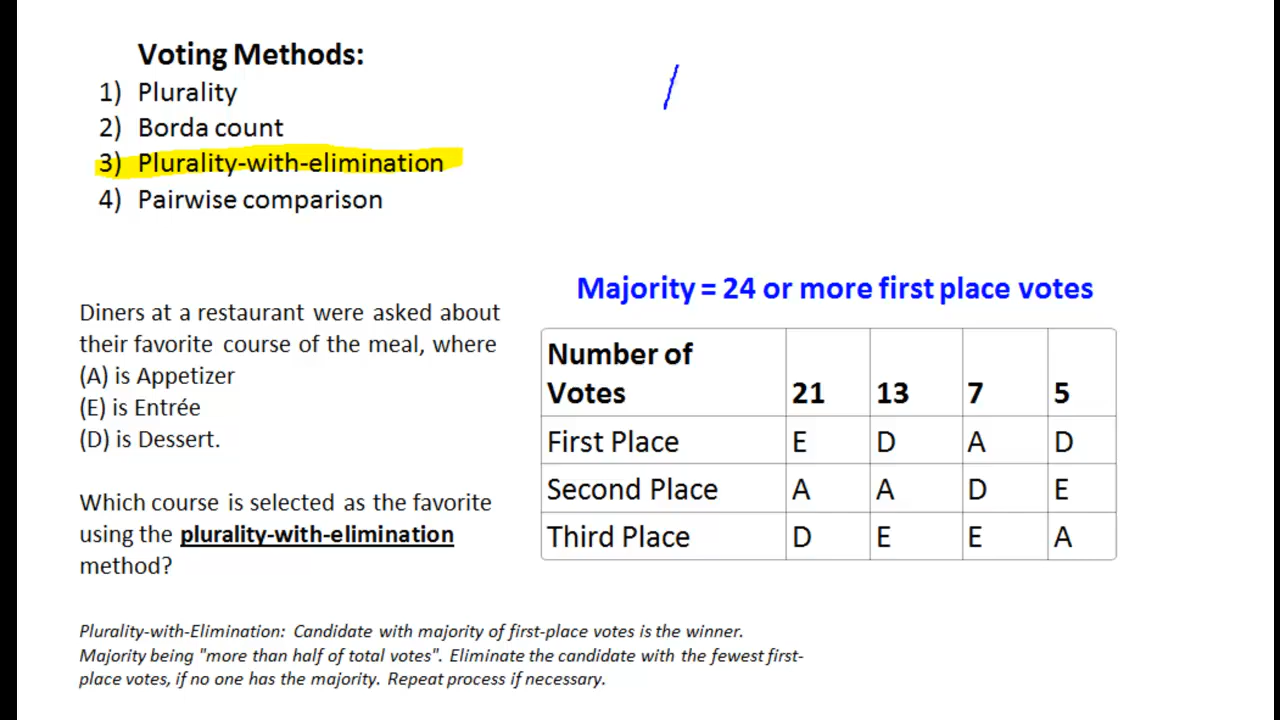 Voting Methods:
1) Plurality
2) Borda count
3) Plurality-with-elimination
4) Pairwise comparison
Diners at a restaurant were asked about
their favorite course of the meal, where
(A) is Appetizer
(E) is Entrée
(D) is Dessert.
Which course is selected as the favorite
using the plurality-with-elimination
method?
Majority = 24 or more first place votes
Number of
Votes 21 13 7 5
First Place E D A D
Second Place A A D E
Third Place D E E A
Plurality-with-Elimination: Candidate with majority of first-place votes is the winner.
Majority being "more than half of total votes". Eliminate the candidate with the fewest first-
place votes, if no one has the majority. Repeat process if necessary.